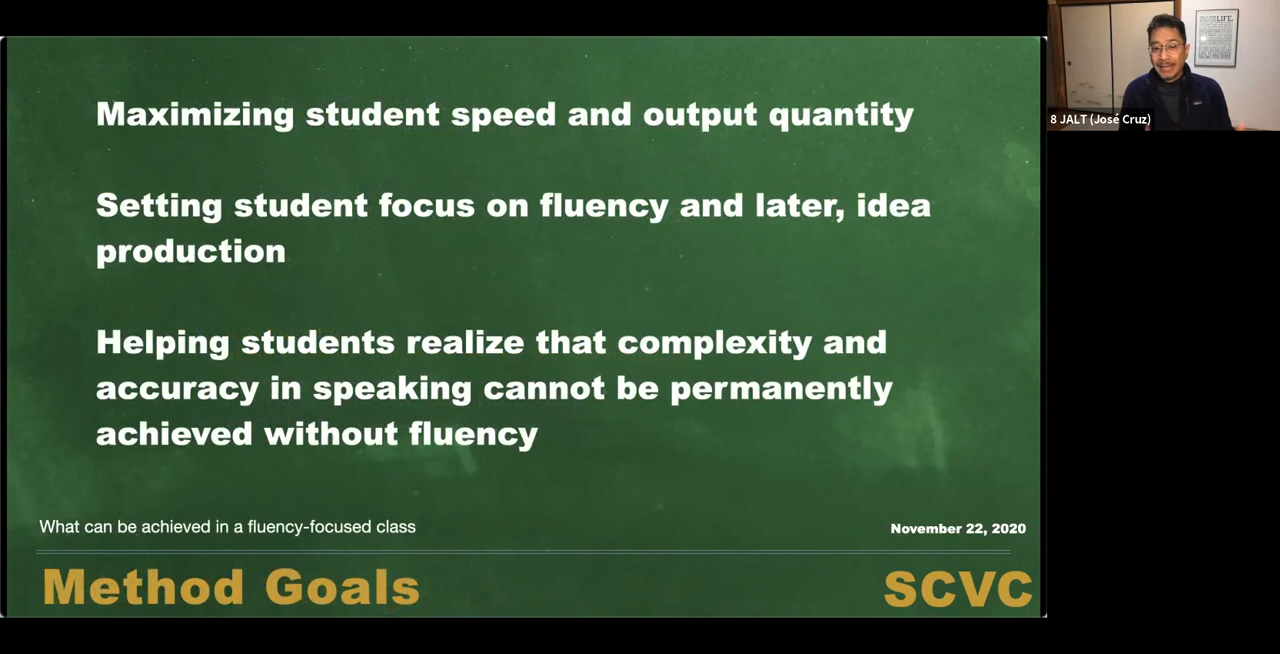 Maximizing student speed and output quantity
Setting student focus on fluency and later, idea
production
Helping students realize that complexity and
accuracy in speaking cannot be permanently
achieved without fluency
What can be achieved in a fluency-focused class
November 22, 2020
Method Goals
SCVC
LIFE.
8 JALT (José Cruz)